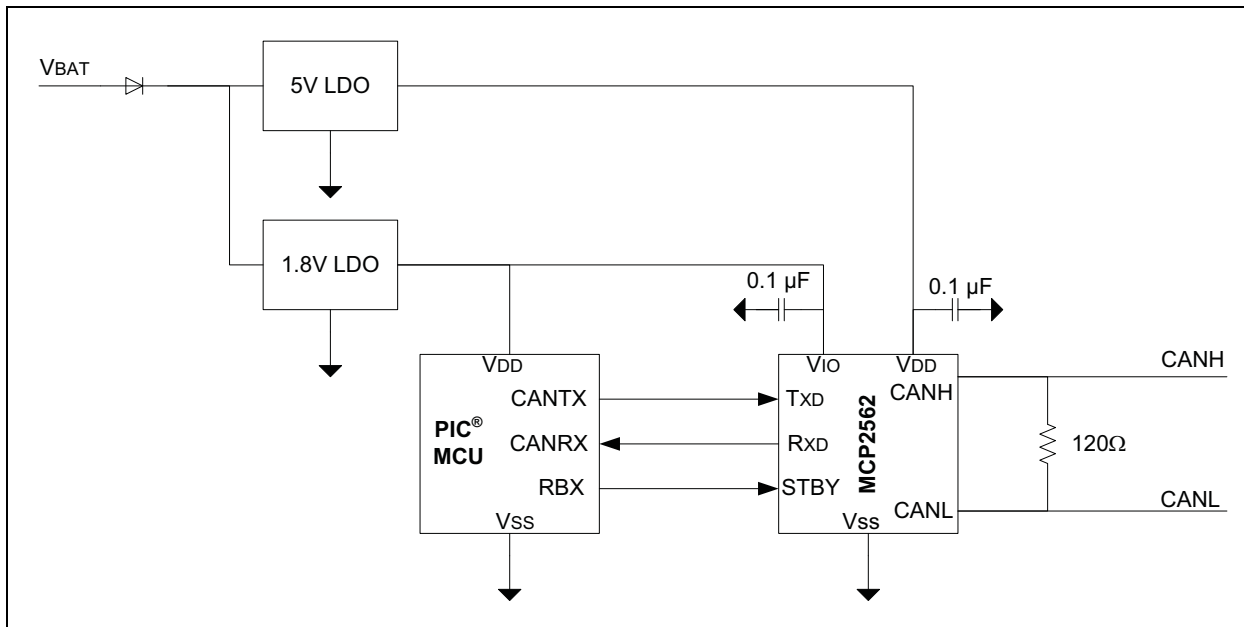 VBAT
5V LDO
1.8V LDO
0.1 µF
0.1 µF
VDD
CANTX
CANRX
RBX
PIC®
MCU
VSS
VIO
VDD
TXD
RXD
STBY
Vss
MCP2562
CANH
CANL
CANH
120Ω
CANL